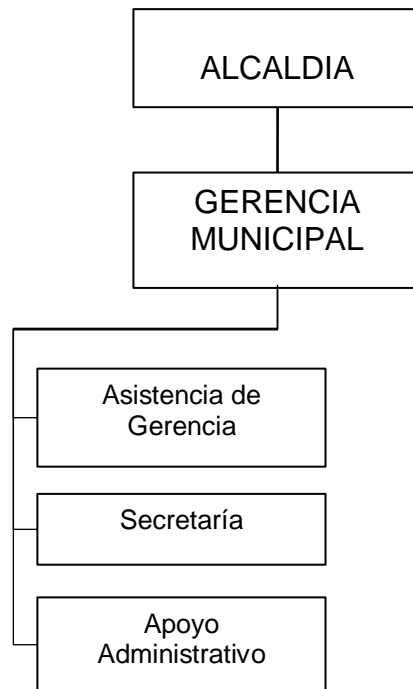 ALCALDIA
GERENCIA
MUNICIPAL
Asistencia de
Gerencia
Secretaría
Apoyo
Administrativo